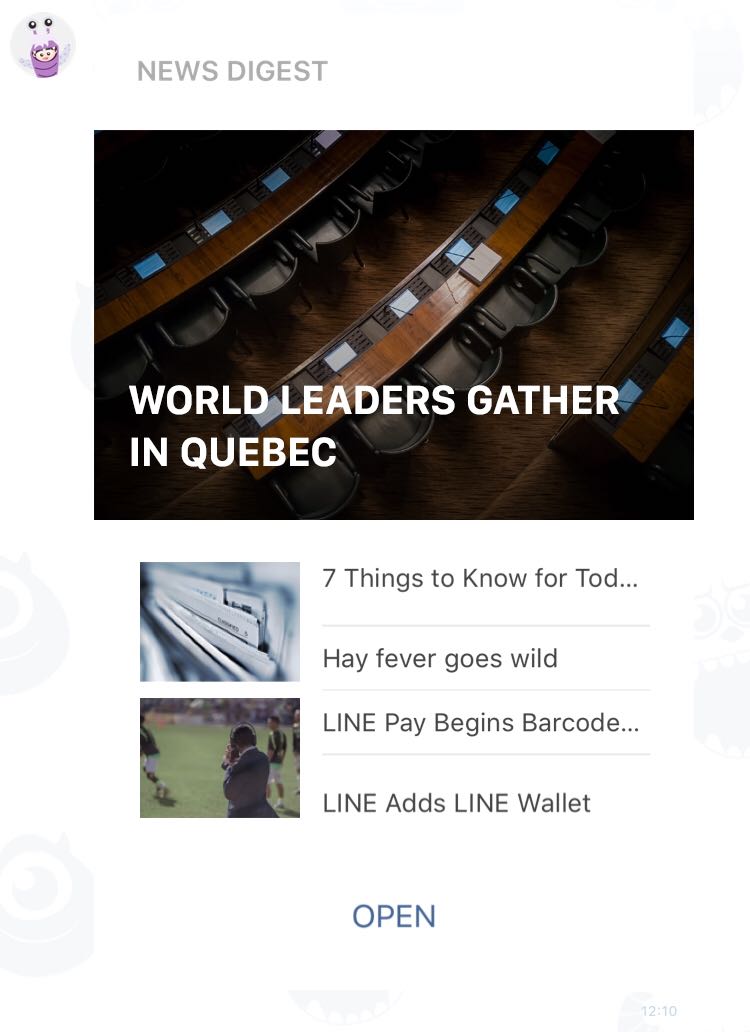 NEWS DIGEST
WORLD LEADERS GATHER
IN QUEBEC
7 Things to Know for Tod...
Hay fever goes wild
LINE Pay Begins Barcode...
LINE Adds LINE Wallet
OPEN
12:10